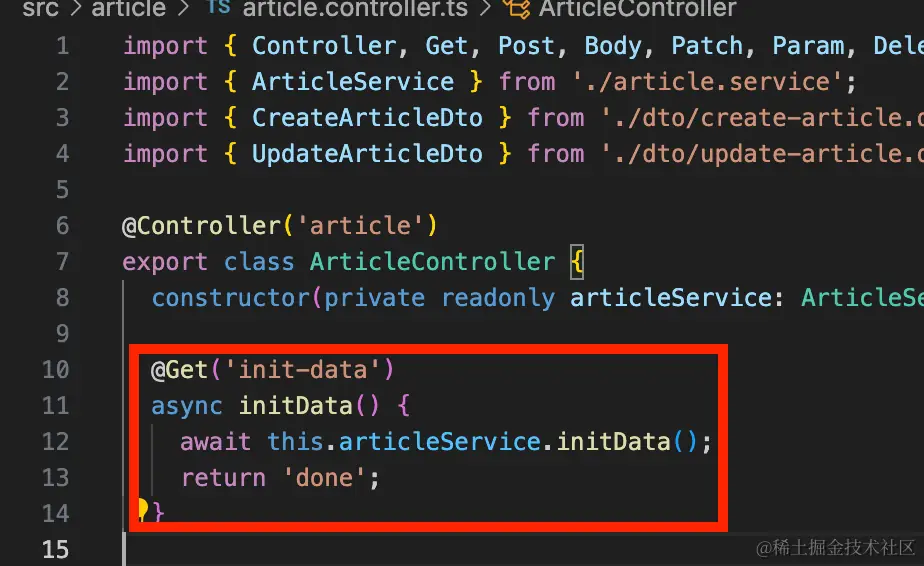 src > article > TS article.controller.ts > ArticleController
1 import { Controller, Get, Post, Body, Patch, Param,
2 import { ArticleService } from './article.service';
3 import { CreateArticleDto } from './dto/create-article.
4 import { UpdateArticleDto } from './dto/update-article.
5
6 @Controller('article')
7 export class ArticleController {
8 constructor(private readonly articleService:
9
10 @Get('init-data')
11 async initData() {
12 await this.articleService.initData();
13 return 'done';
14 }
15
@稀土掘金技术社区